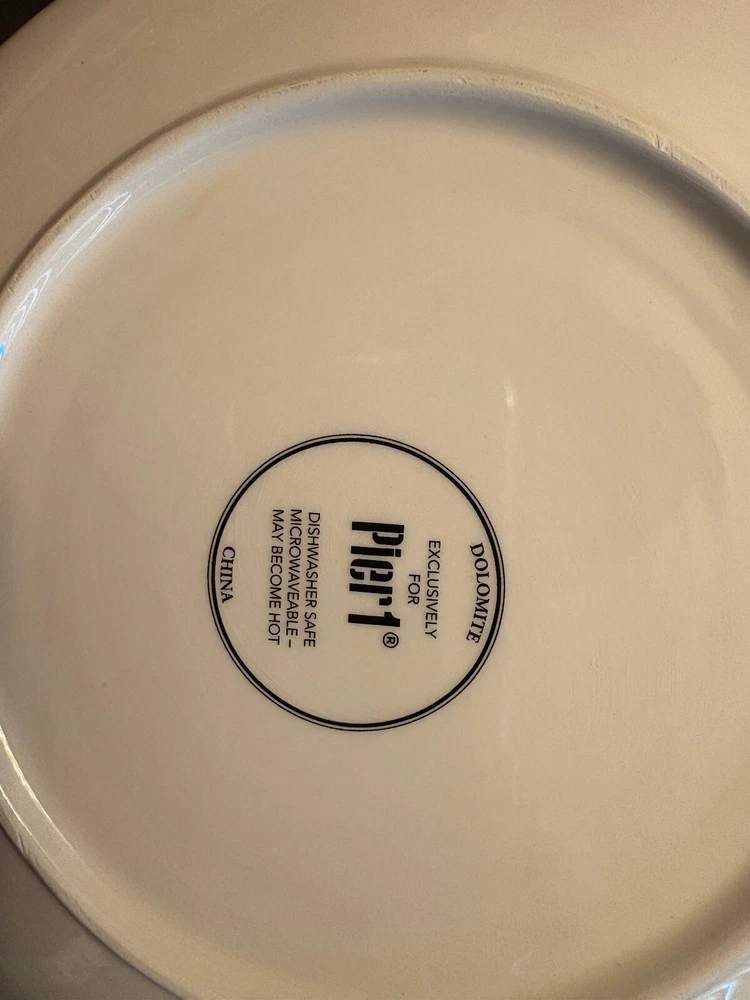 DOLOMITE
EXCLUSIVELY
FOR
Pier1®
DISHWASHER SAFE
MICROWAVEABLE –
MAY BECOME HOT
CHINA